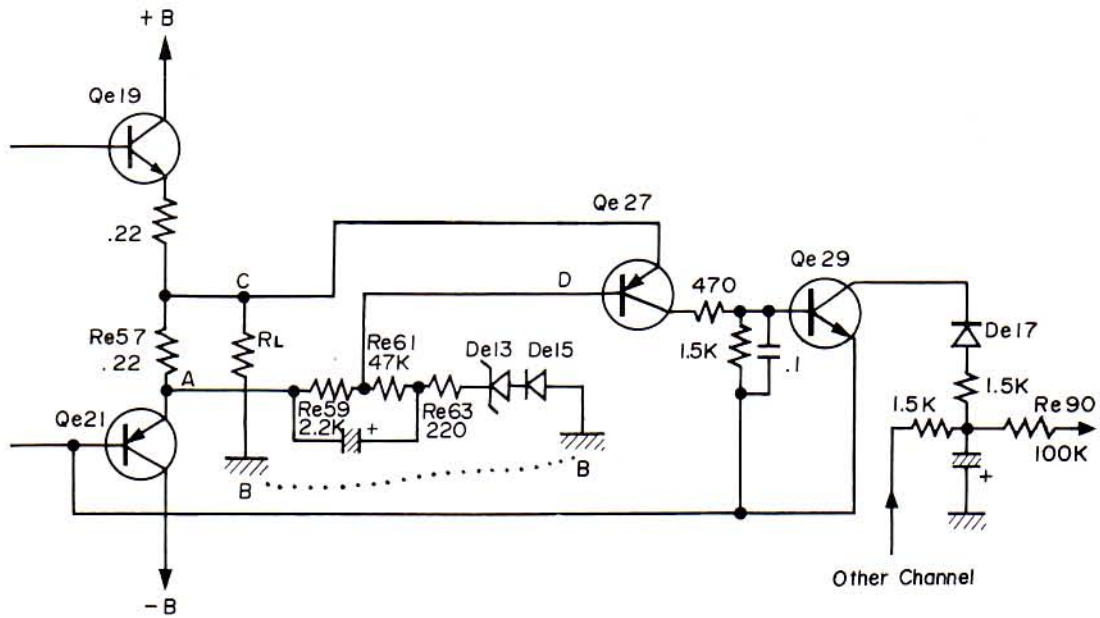 +B
Qe19
.22
C
Re57
.22
RL
A
Qe21
B
-B
Re59
2.2K
+
Re61
47K
Re63
220
De13
De15
B
D
Qe27
470
1.5K
.1
Qe29
De17
1.5K
1.5K
Re90
100K
+
Other Channel